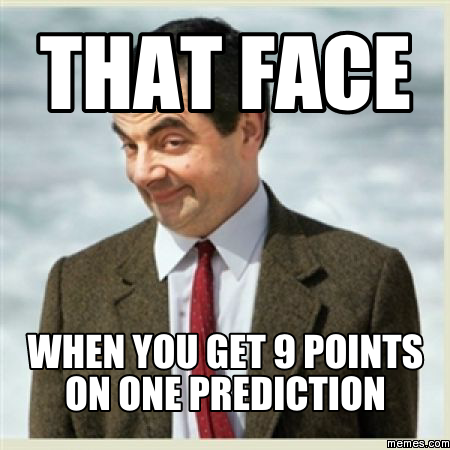 THAT FACE
WHEN YOU GET 9 POINTS
ON ONE PREDICTION
memes.com